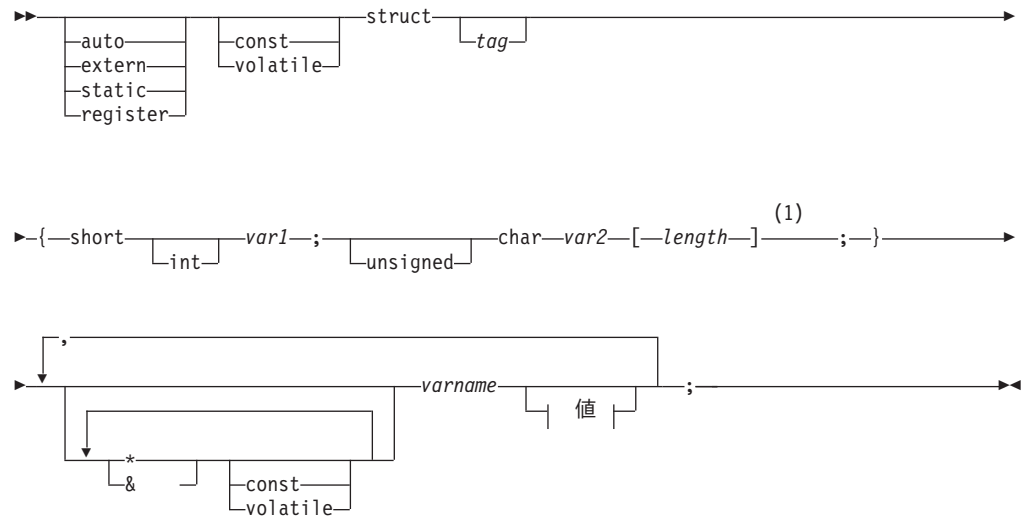 struct
auto const tag
extern volatile
static
register
(1)
{ short var1 ; char var2 [ length ] ; }
int unsigned
,
varname ;
値
*
& const
volatile